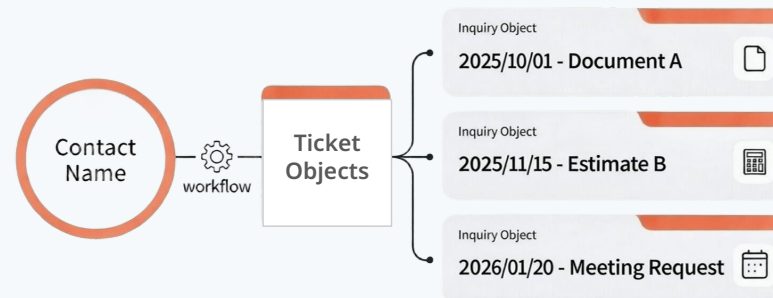 Contact
Name
workflow
Ticket
Objects
Inquiry Object
2025/10/01 - Document A
Inquiry Object
2025/11/15 - Estimate B
Inquiry Object
2026/01/20 - Meeting Request